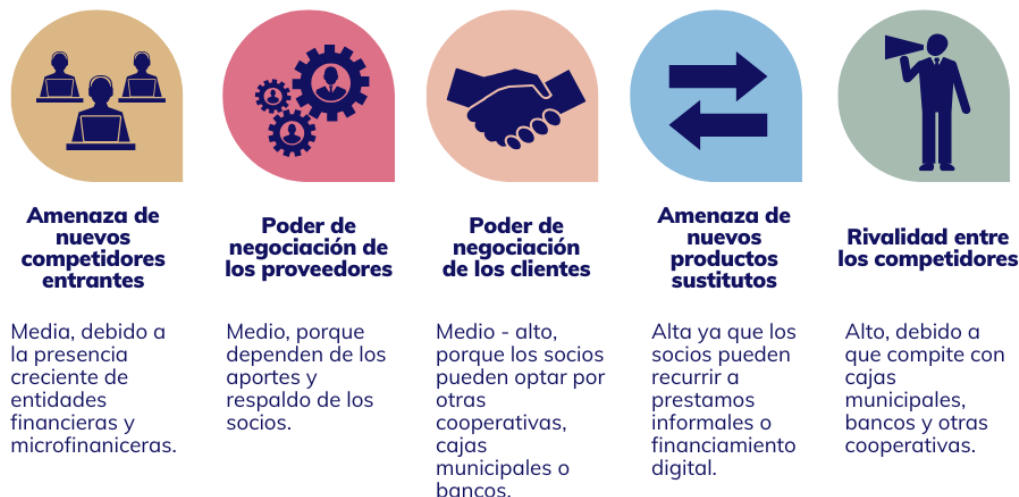 Amenaza de
nuevos
competidores
entrantes
Media, debido a
la presencia
creciente de
entidades
financieras y
microfinaniceras.
Poder de
negociación de
los proveedores
Medio, porque
dependen de los
aportes y
respaldo de los
socios.
Poder de
negociación
de los clientes
Medio - alto,
porque los socios
pueden optar por
otras
cooperativas,
cajas
municipales o
bancos.
Amenaza de
nuevos
productos
sustitutos
Alta ya que los
socios pueden
recurrir a
prestamos
informales o
financiamiento
digital.
Rivalidad entre
los competidores
Alto, debido a
que compite con
cajas
municipales,
bancos y otras
cooperativas.